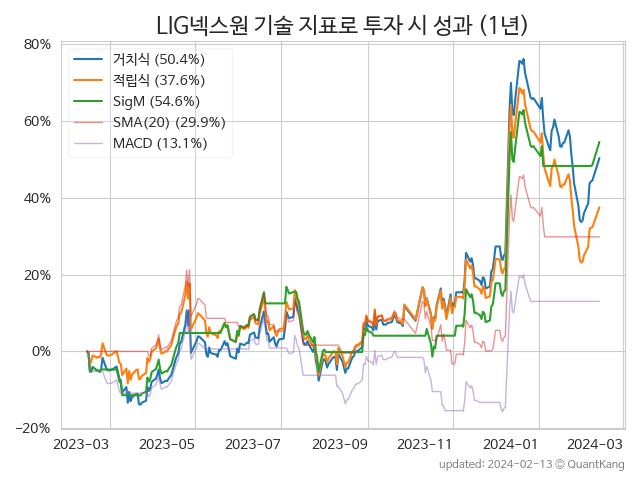 LIG넥스원 기술 지표로 투자 시 성과 (1년)
거치식 (50.4%)
적립식 (37.6%)
SigM (54.6%)
SMA(20) (29.9%)
MACD (13.1%)
80%
60%
40%
20%
0%
−20%
2023-03 2023-05 2023-07 2023-09 2023-11 2024-01 2024-03
updated: 2024-02-13 © QuantKang